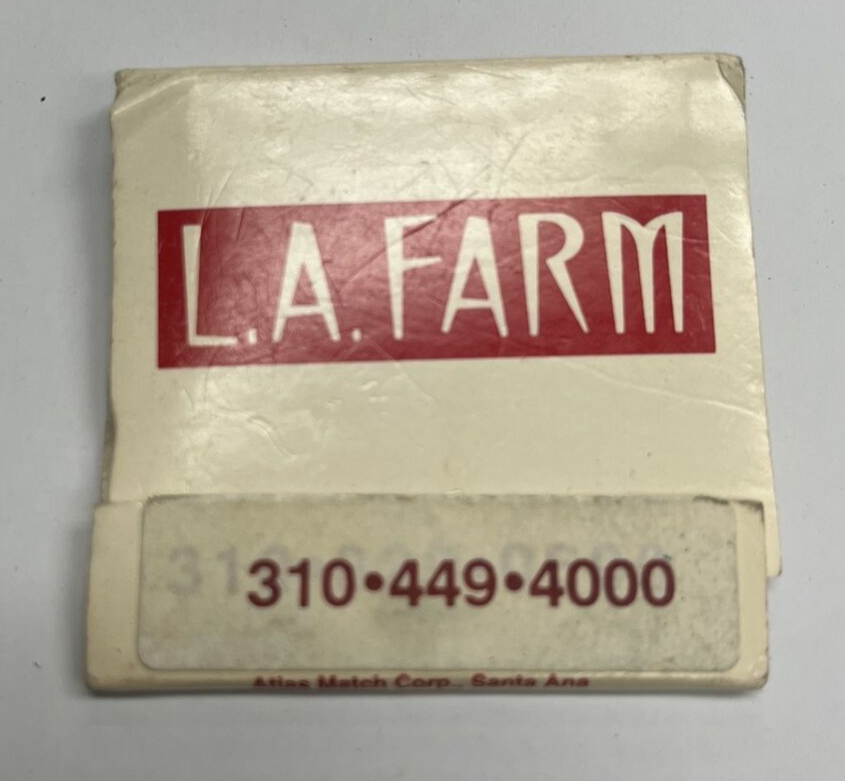 L.A. FARM
310•449•4000
Atlas Match Corp., Santa Ana